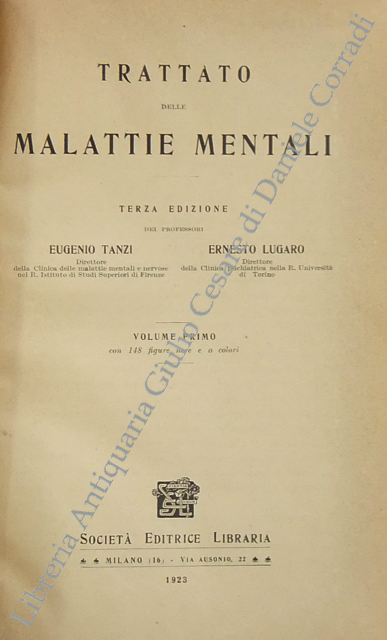 TRATTATO
DELLE
MALATTIE MENTALI
TERZA EDIZIONE
DEI PROFESSORI
EUGENIO TANZI
Direttore
della Clinica delle malattie mentali e nervose
nel R. Istituto di Studi Superiori di Firenze
ERNESTO LUGARO
Direttore
della Clinica psichiatrica nella R. Università
di Torino
VOLUME PRIMO
con 148 figure nere e a colori
SOCIETÀ EDITRICE LIBRARIA
MILANO (16) - VIA AUSONIO, 22
1923
Libreria Antiquaria Giulio Cesare di Daniele Corradi